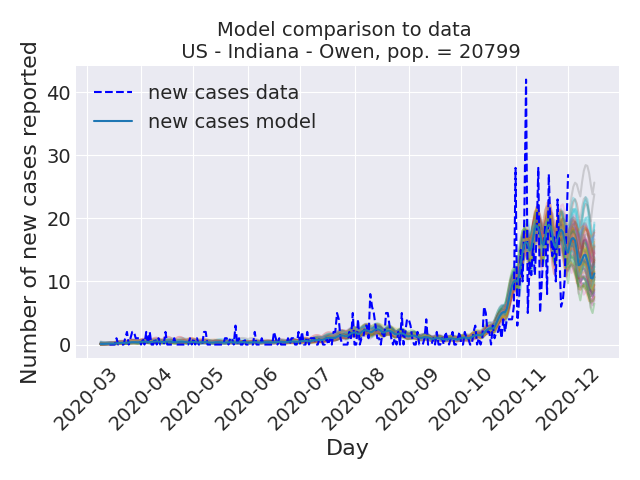 Model comparison to data
US - Indiana - Owen, pop. = 20799
Number of new cases reported
40
30
20
10
0
new cases data
new cases model
2020-03
2020-04
2020-05
2020-06
2020-07
2020-08
2020-09
2020-10
2020-11
2020-12
Day